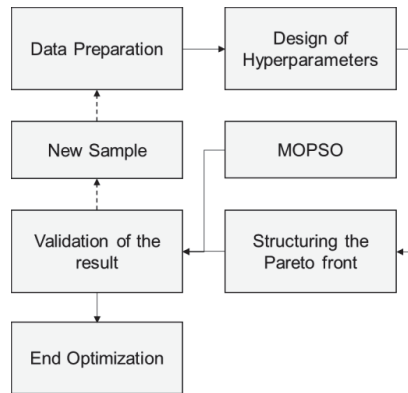 Data Preparation
Design of
Hyperparameters
New Sample
MOPSO
Validation of the
result
Structuring the
Pareto front
End Optimization